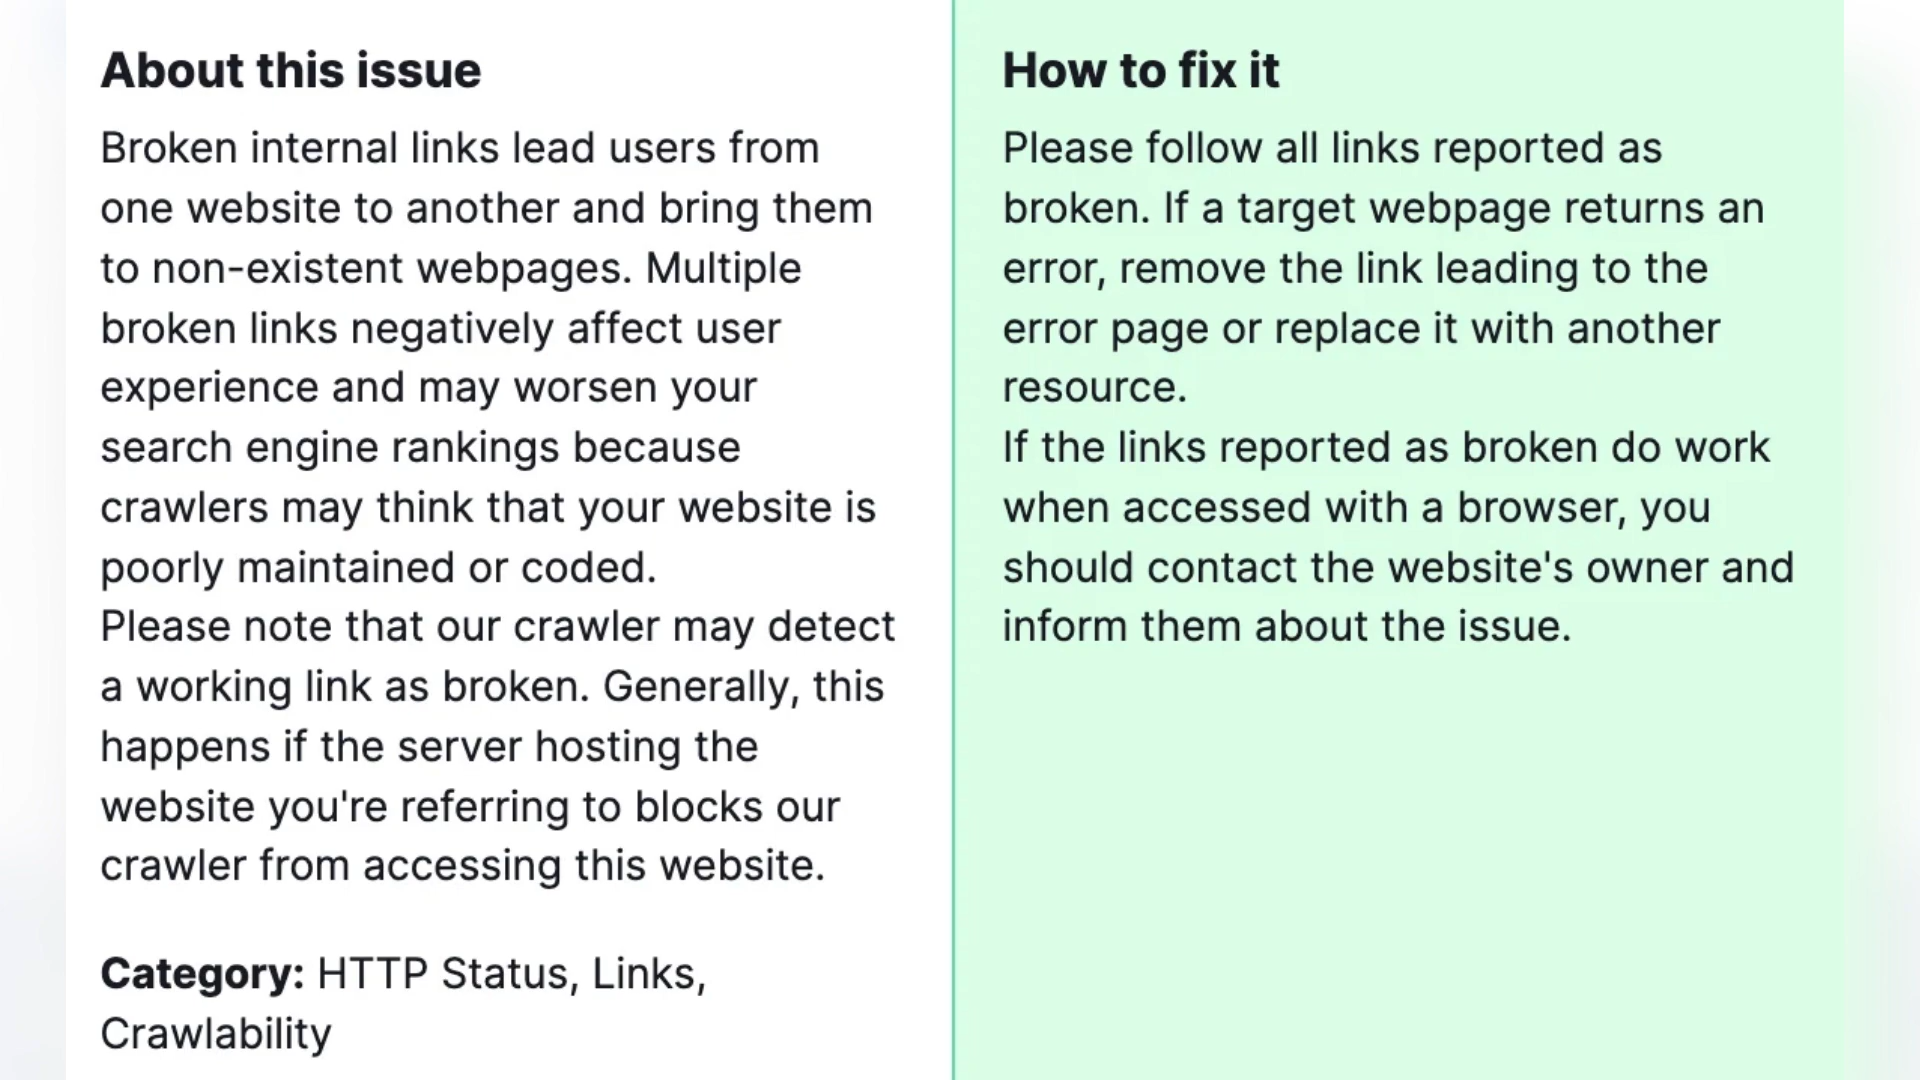 About this issue
Broken internal links lead users from
one website to another and bring them
to non-existent webpages. Multiple
broken links negatively affect user
experience and may worsen your
search engine rankings because
crawlers may think that your website is
poorly maintained or coded.
Please note that our crawler may detect
a working link as broken. Generally, this
happens if the server hosting the
website you're referring to blocks our
crawler from accessing this website.
Category: HTTP Status, Links,
Crawlability
How to fix it
Please follow all links reported as
broken. If a target webpage returns an
error, remove the link leading to the
error page or replace it with another
resource.
If the links reported as broken do work
when accessed with a browser, you
should contact the website's owner and
inform them about the issue.